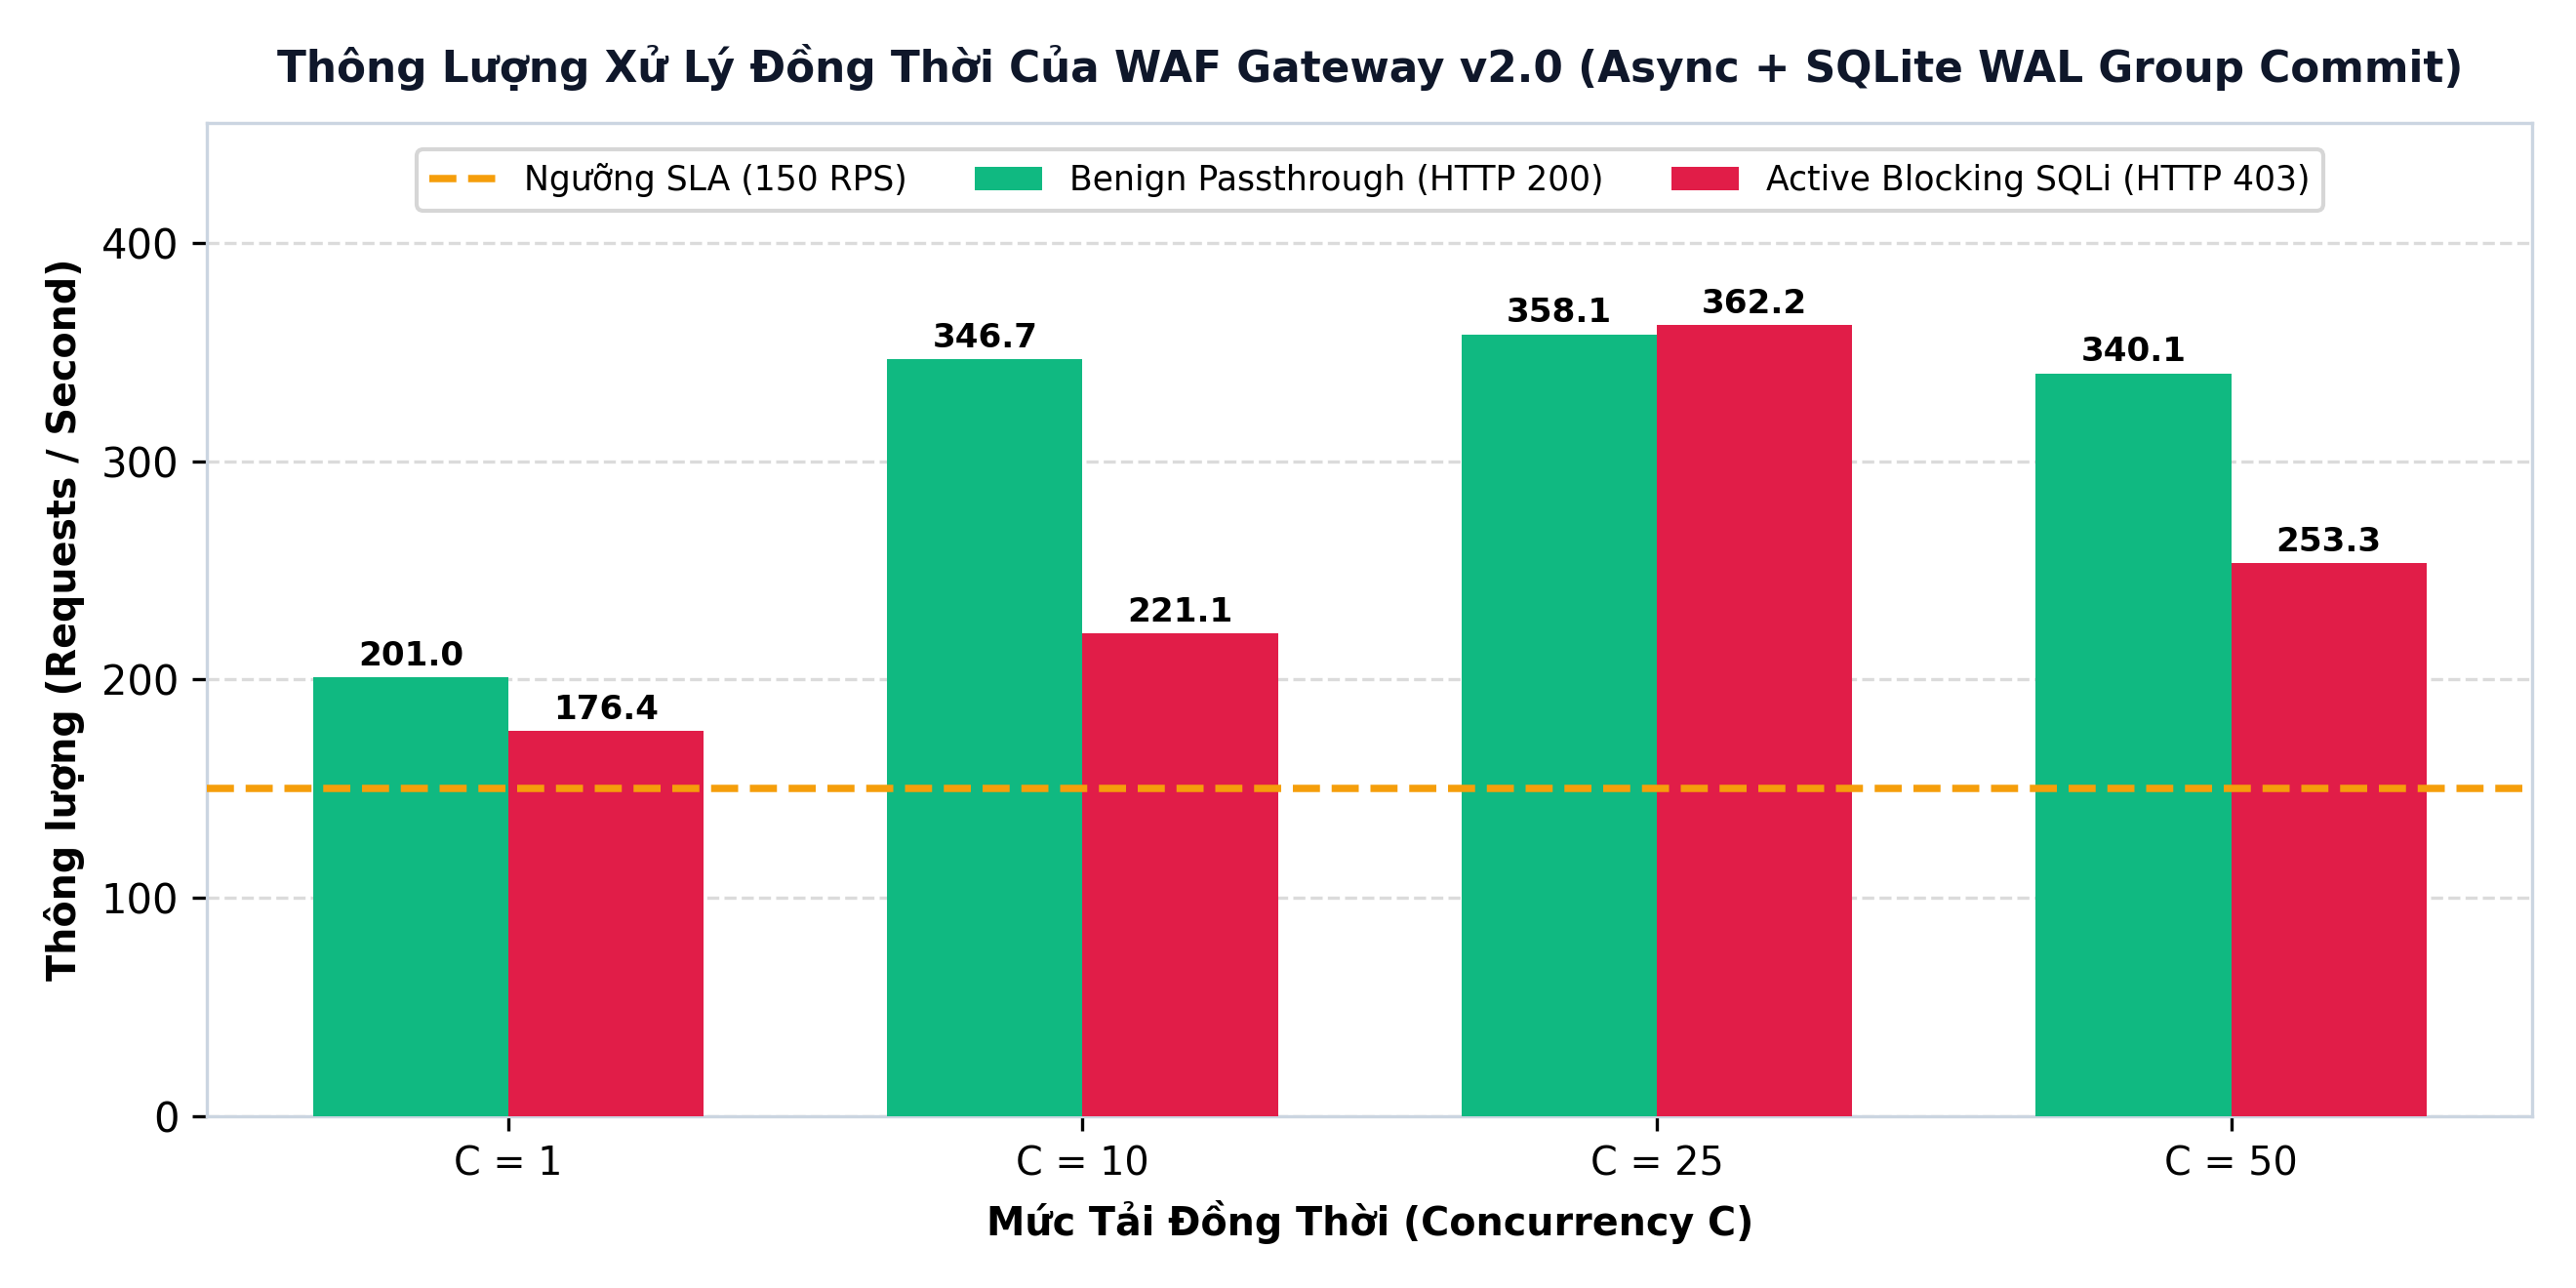 Thông Lượng Xử Lý Đồng Thời Của WAF Gateway v2.0 (Async + SQLite WAL Group Commit)
Ngưỡng SLA (150 RPS)
Benign Passthrough (HTTP 200)
Active Blocking SQLi (HTTP 403)
Thông lượng (Requests / Second)
400
300
200
100
0
201.0
176.4
346.7
221.1
358.1
362.2
340.1
253.3
C = 1
C = 10
C = 25
C = 50
Mức Tải Đồng Thời (Concurrency C)